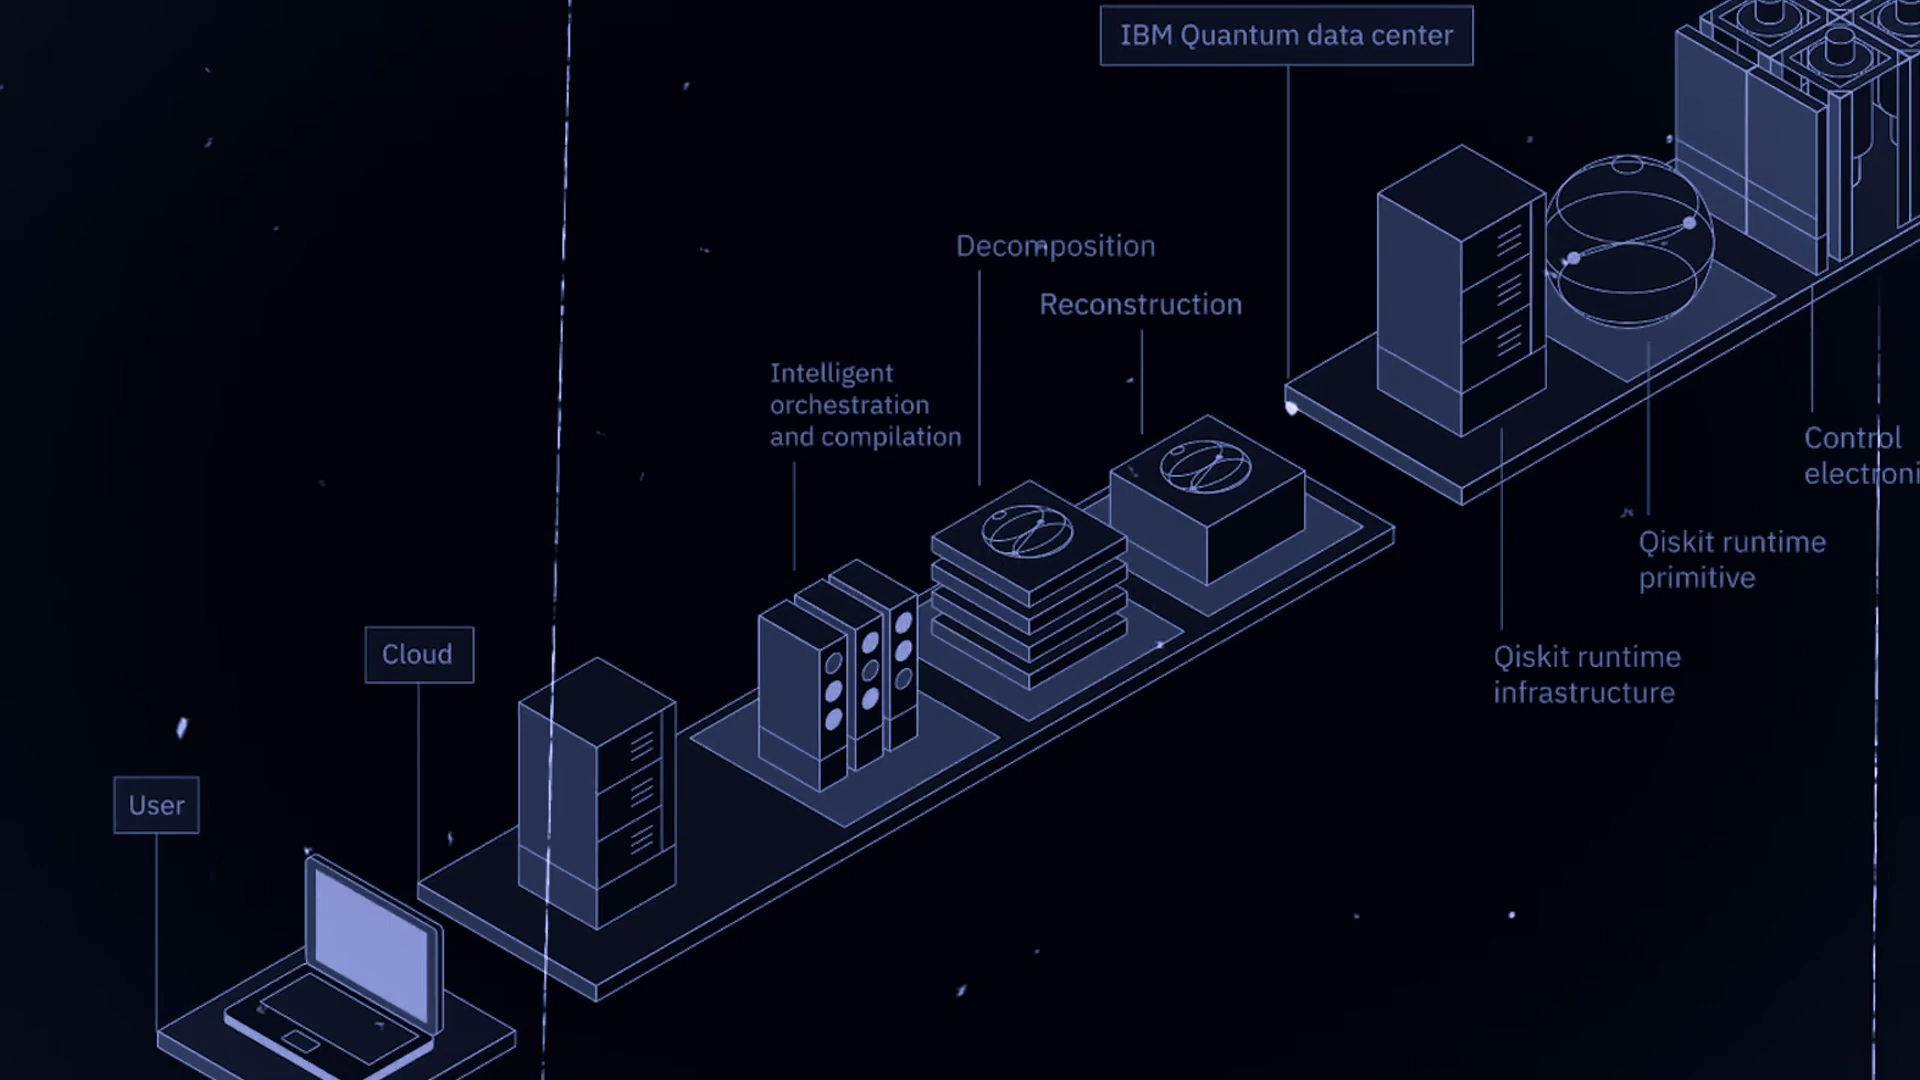 IBM Quantum data center
Decomposition
Reconstruction
Intelligent
orchestration
and compilation
Control
electroni
Qiskit runtime
primitive
Qiskit runtime
infrastructure
Cloud
User